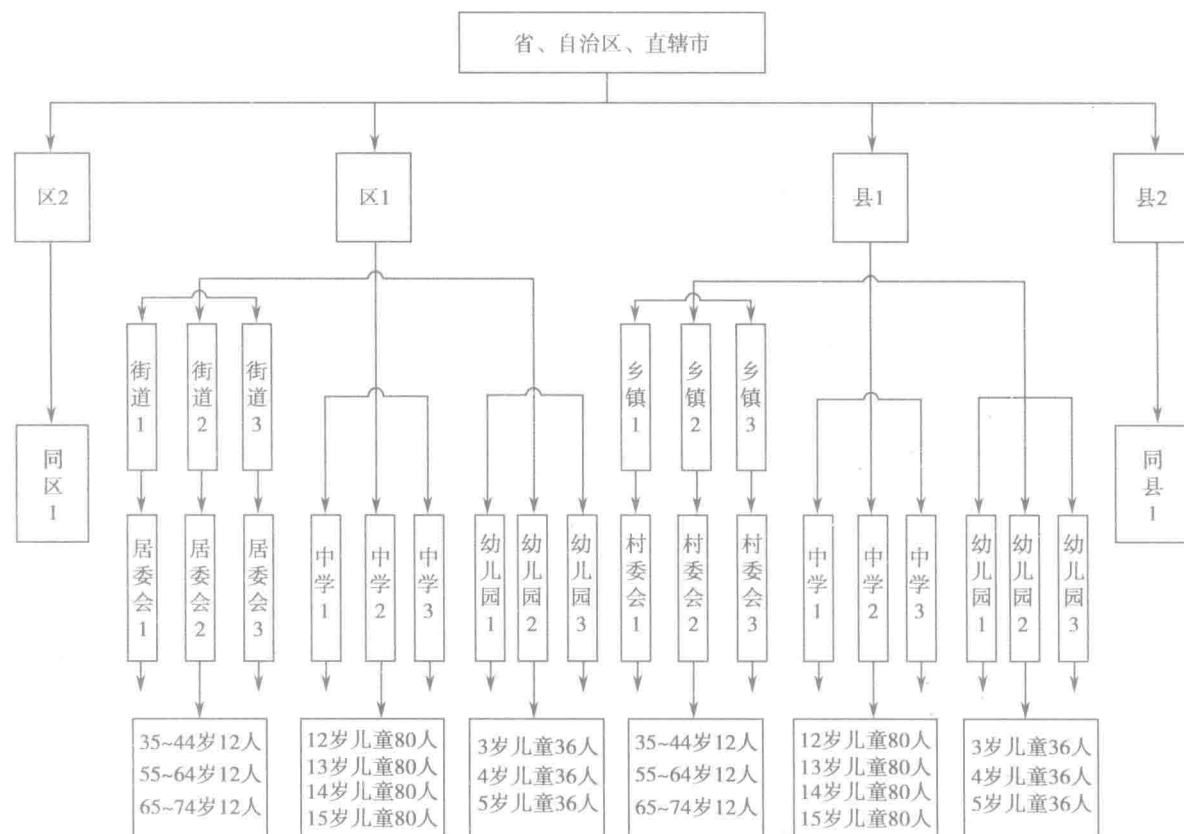 省、自治区、直辖市
区2
区1
县1
县2
街道1
街道2
街道3
乡镇1
乡镇2
乡镇3
同区1
同县1
居委会1
居委会2
居委会3
中学1
中学2
中学3
幼儿园1
幼儿园2
幼儿园3
村委会1
村委会2
村委会3
中学1
中学2
中学3
幼儿园1
幼儿园2
幼儿园3
35~44岁12人
55~64岁12人
65~74岁12人
12岁儿童80人
13岁儿童80人
14岁儿童80人
15岁儿童80人
3岁儿童36人
4岁儿童36人
5岁儿童36人
35~44岁12人
55~64岁12人
65~74岁12人
12岁儿童80人
13岁儿童80人
14岁儿童80人
15岁儿童80人
3岁儿童36人
4岁儿童36人
5岁儿童36人